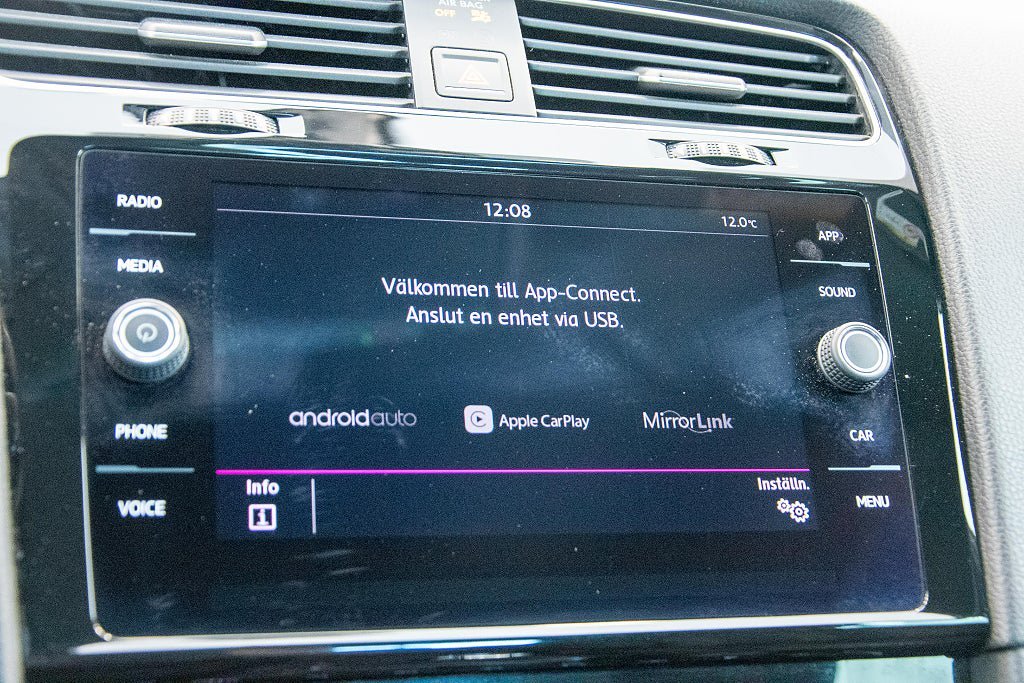 AIR BAG
OFF
RADIO
MEDIA
PHONE
VOICE
12:08
12.0°C
Välkommen till App-Connect.
Anslut en enhet via USB.
androidauto
Apple CarPlay
MirrorLink
Info
Inställn.
APP
SOUND
CAR
MENU